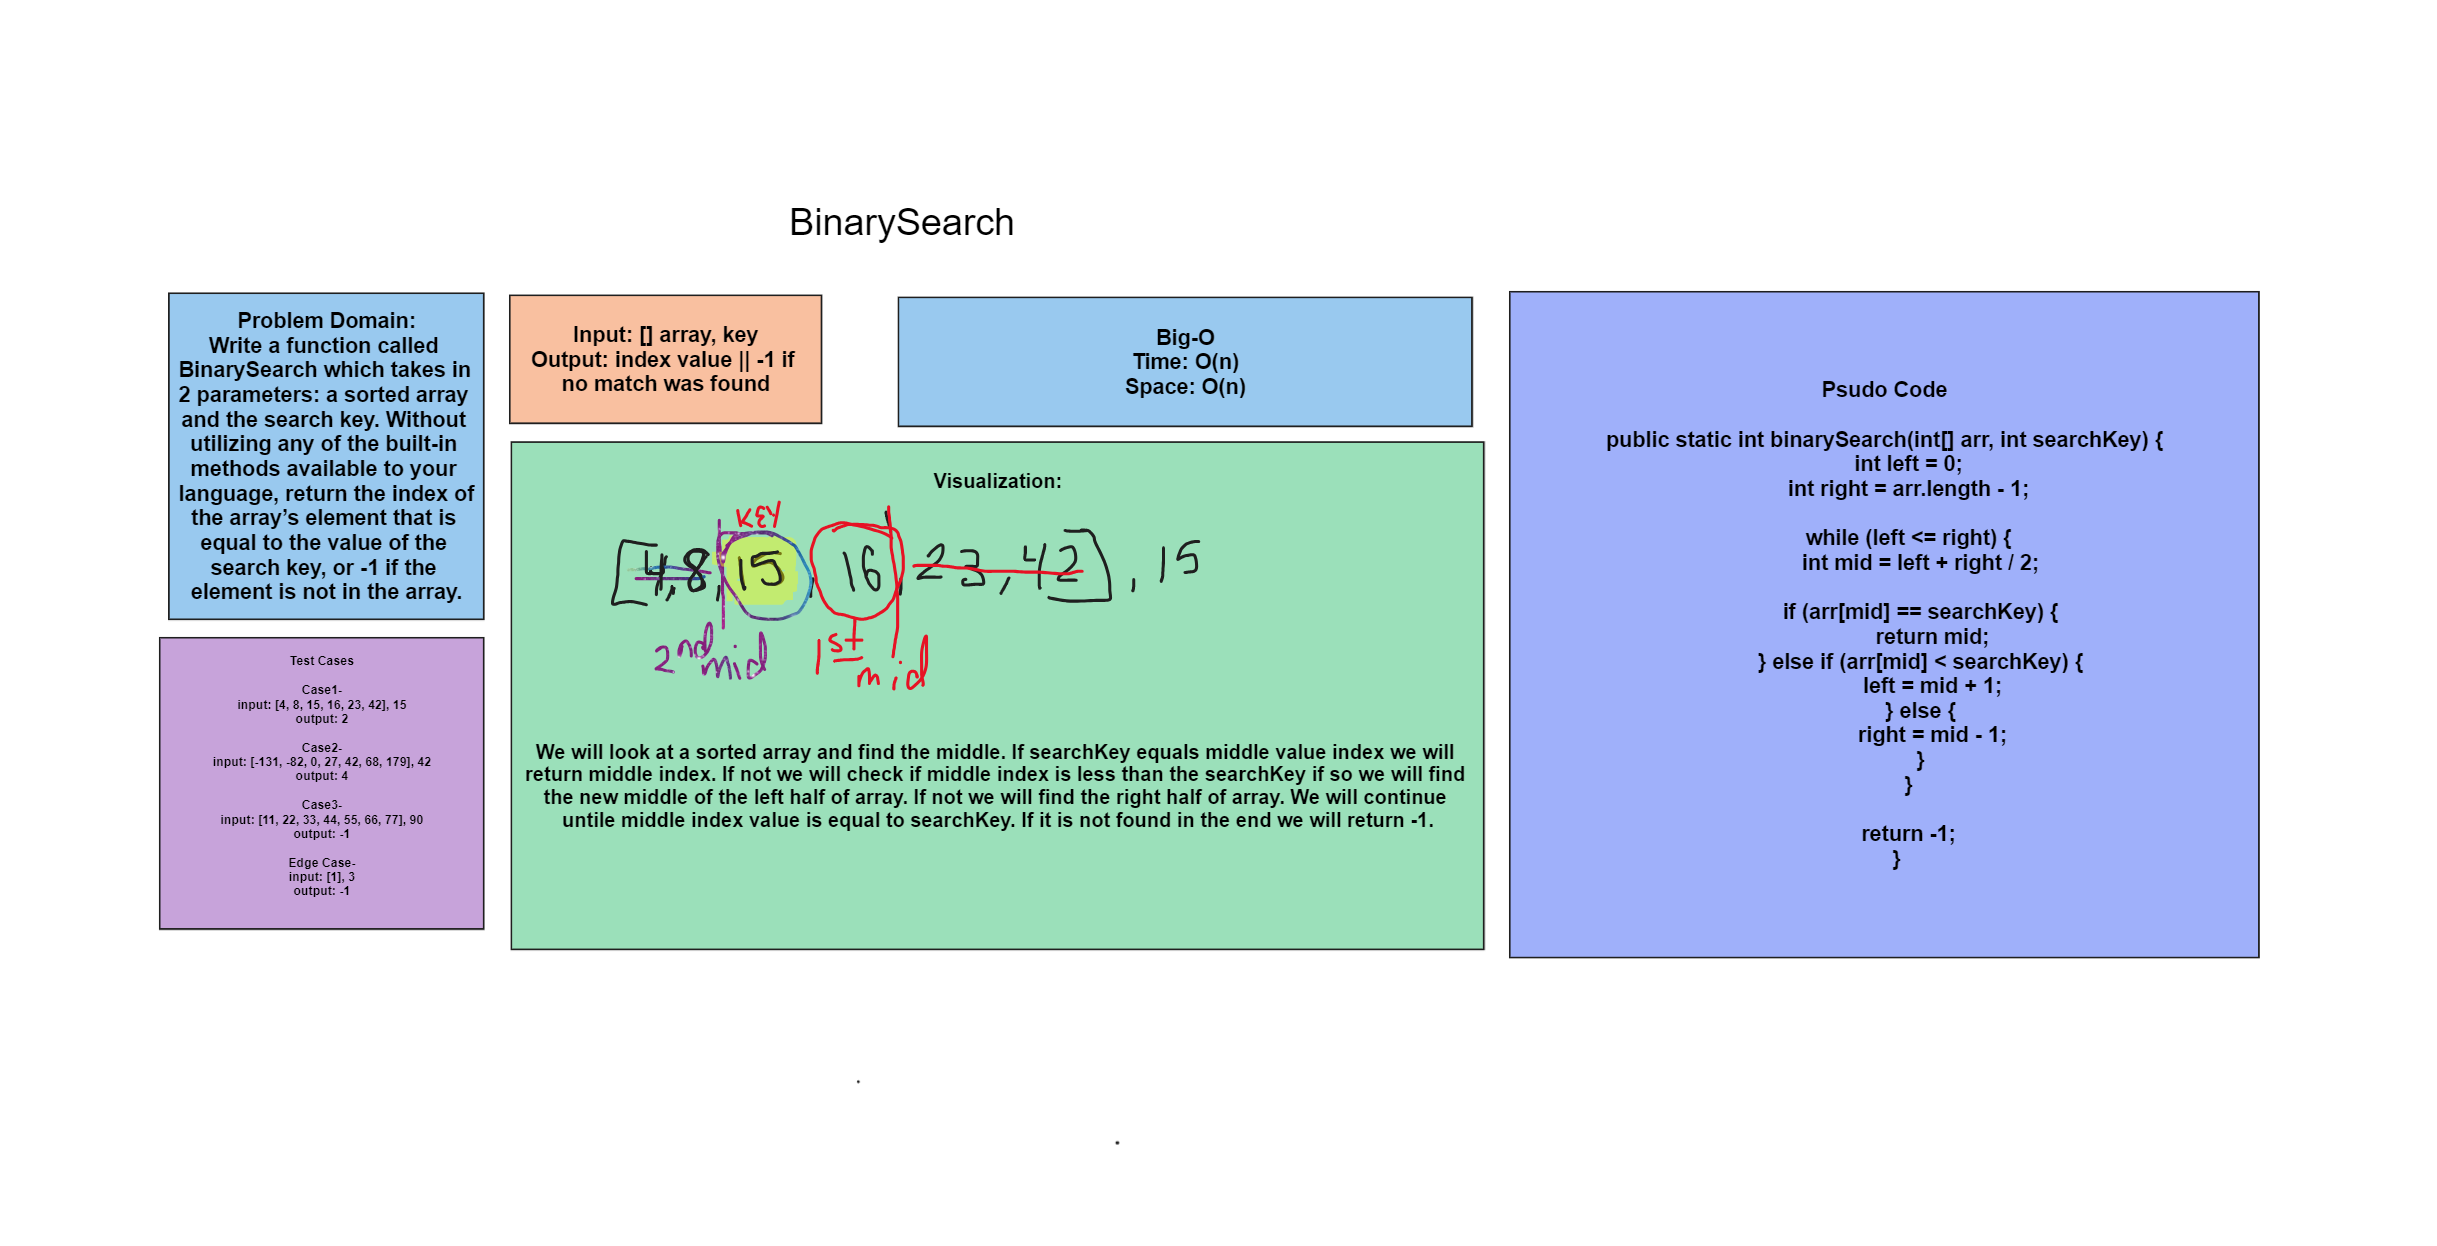 BinarySearch
Problem Domain:
Write a function called
BinarySearch which takes in
2 parameters: a sorted array
and the search key. Without
utilizing any of the built-in
methods available to your
language, return the index of
the array’s element that is
equal to the value of the
search key, or -1 if the
element is not in the array.
Input: [] array, key
Output: index value || -1 if
no match was found
Big-O
Time: O(n)
Space: O(n)
Test Cases
Case1-
input: [4, 8, 15, 16, 23, 42], 15
output: 2
Case2-
input: [-131, -82, 0, 27, 42, 68, 179], 42
output: 4
Case3-
input: [11, 22, 33, 44, 55, 66, 77], 90
output: -1
Edge Case-
input: [1], 3
output: -1
Visualization:
KEY
[4,8,15,16,23,42],15
2nd mid
1st mid
We will look at a sorted array and find the middle. If searchKey equals middle value index we will
return middle index. If not we will check if middle index is less than the searchKey if so we will find
the new middle of the left half of array. If not we will find the right half of array. We will continue
untile middle index value is equal to searchKey. If it is not found in the end we will return -1.
Psudo Code
public static int binarySearch(int[] arr, int searchKey) {
int left = 0;
int right = arr.length - 1;
while (left <= right) {
int mid = left + right / 2;
if (arr[mid] == searchKey) {
return mid;
} else if (arr[mid] < searchKey) {
left = mid + 1;
} else {
right = mid - 1;
}
}
return -1;
}